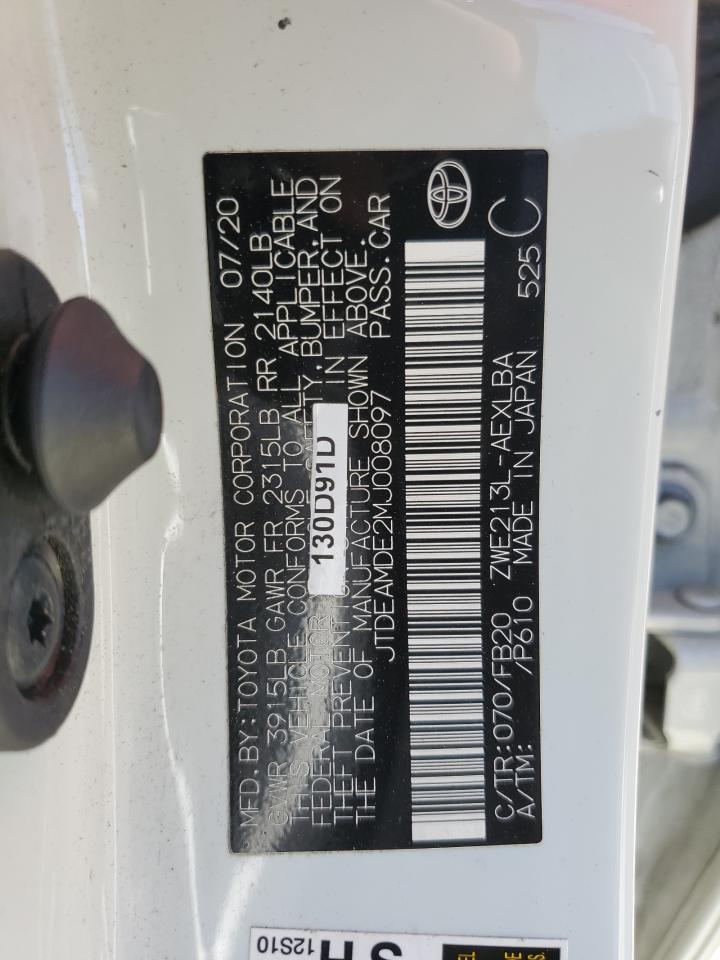 MFD.BY:TOYOTA MOTOR CORPORATION 07/20
GVWR 3915LB GAWR FR 2315LB RR 2140LB
THIS VEHICLE CONFORMS TO ALL APPLICABLE
FEDERAL MOTOR SAFETY,BUMPER,AND
THEFT PREVENTION IN EFFECT ON
THE DATE OF MANUFACTURE SHOWN ABOVE.
130D91D
JTDEAMDE2MJ008097 PASS.CAR
C/TR:070/FB20 ZWE213L-AEXLBA
A/TM: /P610 MADE IN JAPAN 525 C
12S10